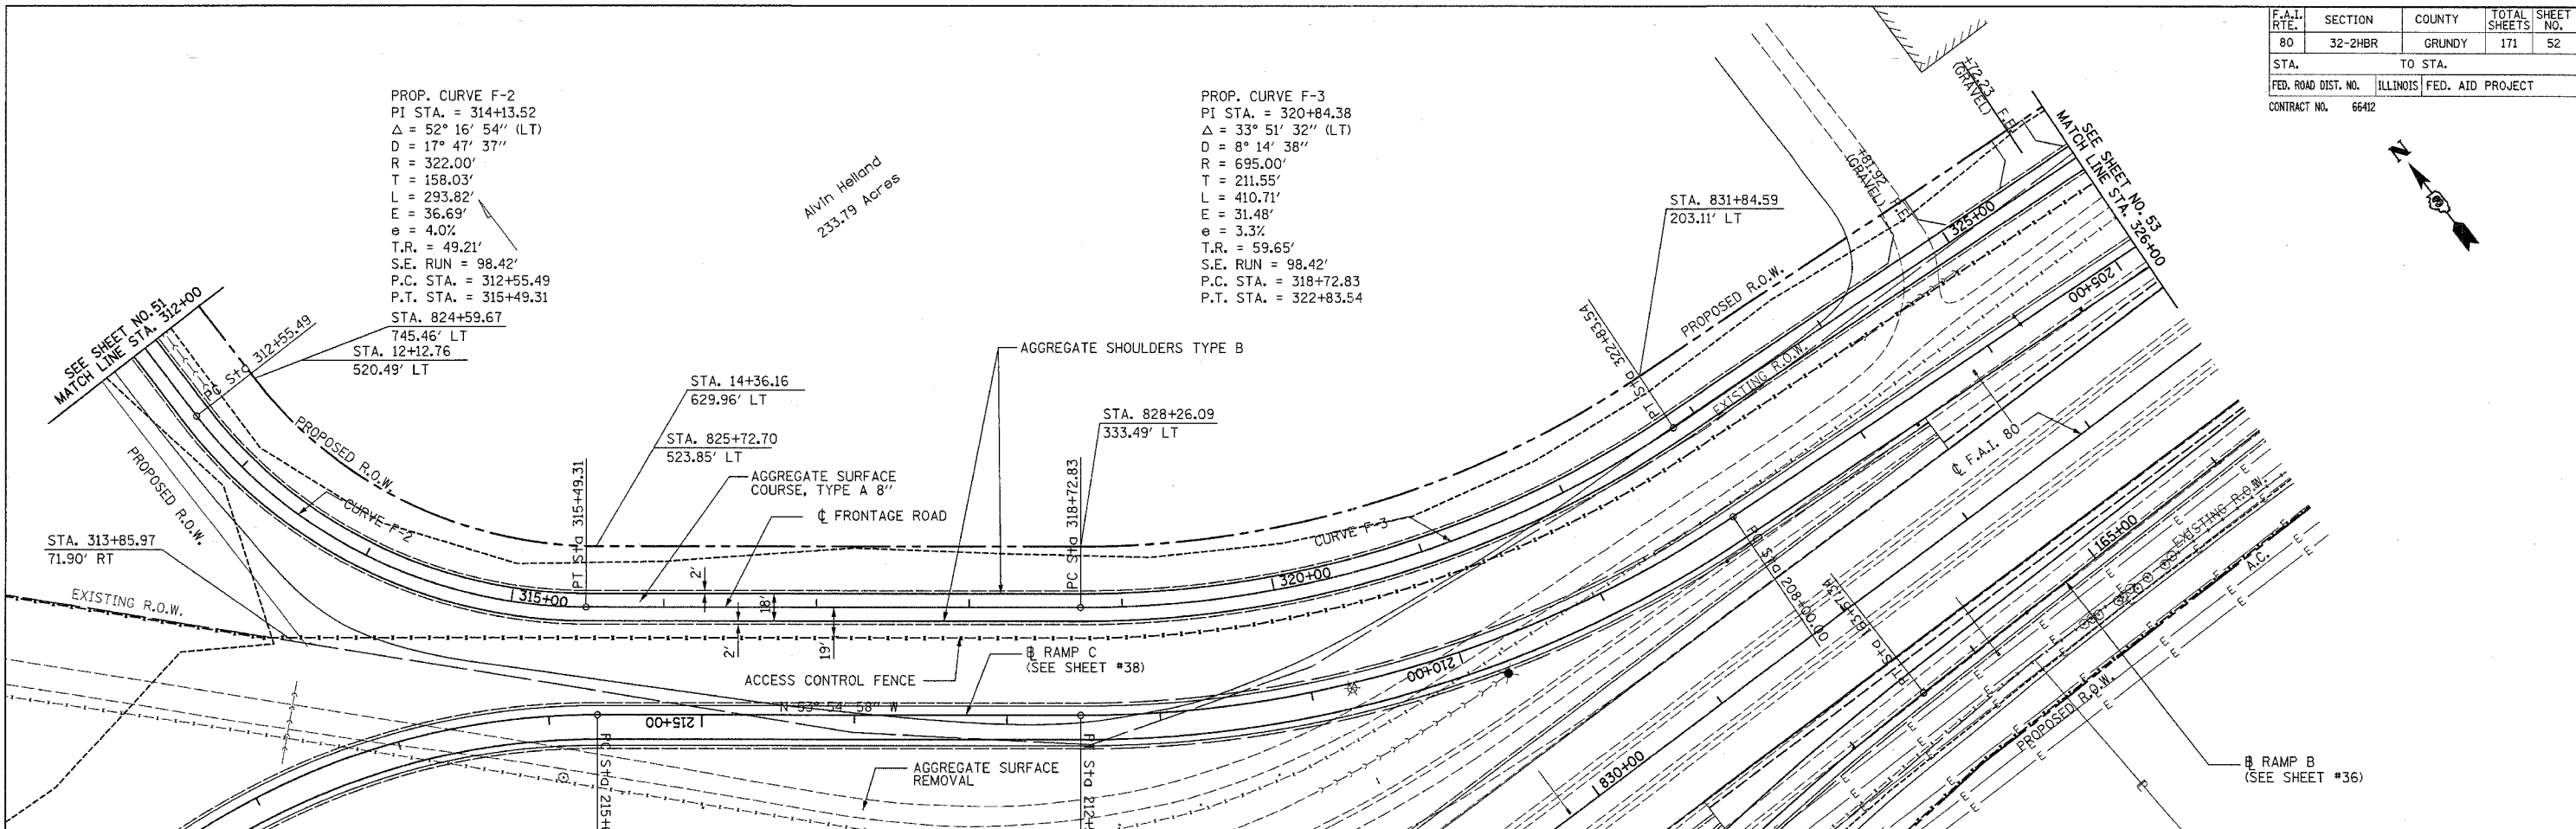 F.A.I. RTE.
SECTION
COUNTY
TOTAL SHEETS
SHEET NO.
80
32-2HBR
GRUNDY
171
52
STA. TO STA.
FED. ROAD DIST. NO. ILLINOIS FED. AID PROJECT
CONTRACT NO. 66412
N
PROP. CURVE F-2
PI STA. = 314+13.52
Δ = 52° 16' 54" (LT)
D = 17° 47' 37"
R = 322.00'
T = 158.03'
L = 293.82'
E = 36.69'
e = 4.0%
T.R. = 49.21'
S.E. RUN = 98.42'
P.C. STA. = 312+55.49
P.T. STA. = 315+49.31
STA. 824+59.67
745.46' LT
STA. 12+12.76
520.49' LT
Alvin Helland
233.79 Acres
PROP. CURVE F-3
PI STA. = 320+84.38
Δ = 33° 51' 32" (LT)
D = 8° 14' 38"
R = 695.00'
T = 211.55'
L = 410.71'
E = 31.48'
e = 3.3%
T.R. = 59.65'
S.E. RUN = 98.42'
P.C. STA. = 318+72.83
P.T. STA. = 322+83.54
SEE SHEET NO. 51
MATCH LINE STA. 312+00
PC Sta 312+55.49
PROPOSED R.O.W.
PROPOSED R.O.W.
CURVE F-2
STA. 313+85.97
71.90' RT
EXISTING R.O.W.
315+00
PT Sta 315+49.31
STA. 14+36.16
629.96' LT
STA. 825+72.70
523.85' LT
AGGREGATE SURFACE
COURSE, TYPE A 8"
℄ FRONTAGE ROAD
AGGREGATE SHOULDERS TYPE B
STA. 828+26.09
333.49' LT
PC Sta 318+72.83
2'
18'
2'
19'
ACCESS CONTROL FENCE
℄ RAMP C
(SEE SHEET #38)
N 53° 54' 58" W
215+00
AGGREGATE SURFACE
REMOVAL
320+00
CURVE F-3
210+00
STA. 831+84.59
203.11' LT
PT Sta 322+83.54
PROPOSED R.O.W.
EXISTING R.O.W.
325+00
+81.92 F.E.
(GRAVEL)
+72.23 F.E.
(GRAVEL)
SEE SHEET NO. 53
MATCH LINE STA. 326+00
205+00
℄ F.A.I. 80
208+00.00
163+57.34
165+00
EXISTING R.O.W.
A.C.
PROPOSED R.O.W.
830+00
℄ RAMP B
(SEE SHEET #36)